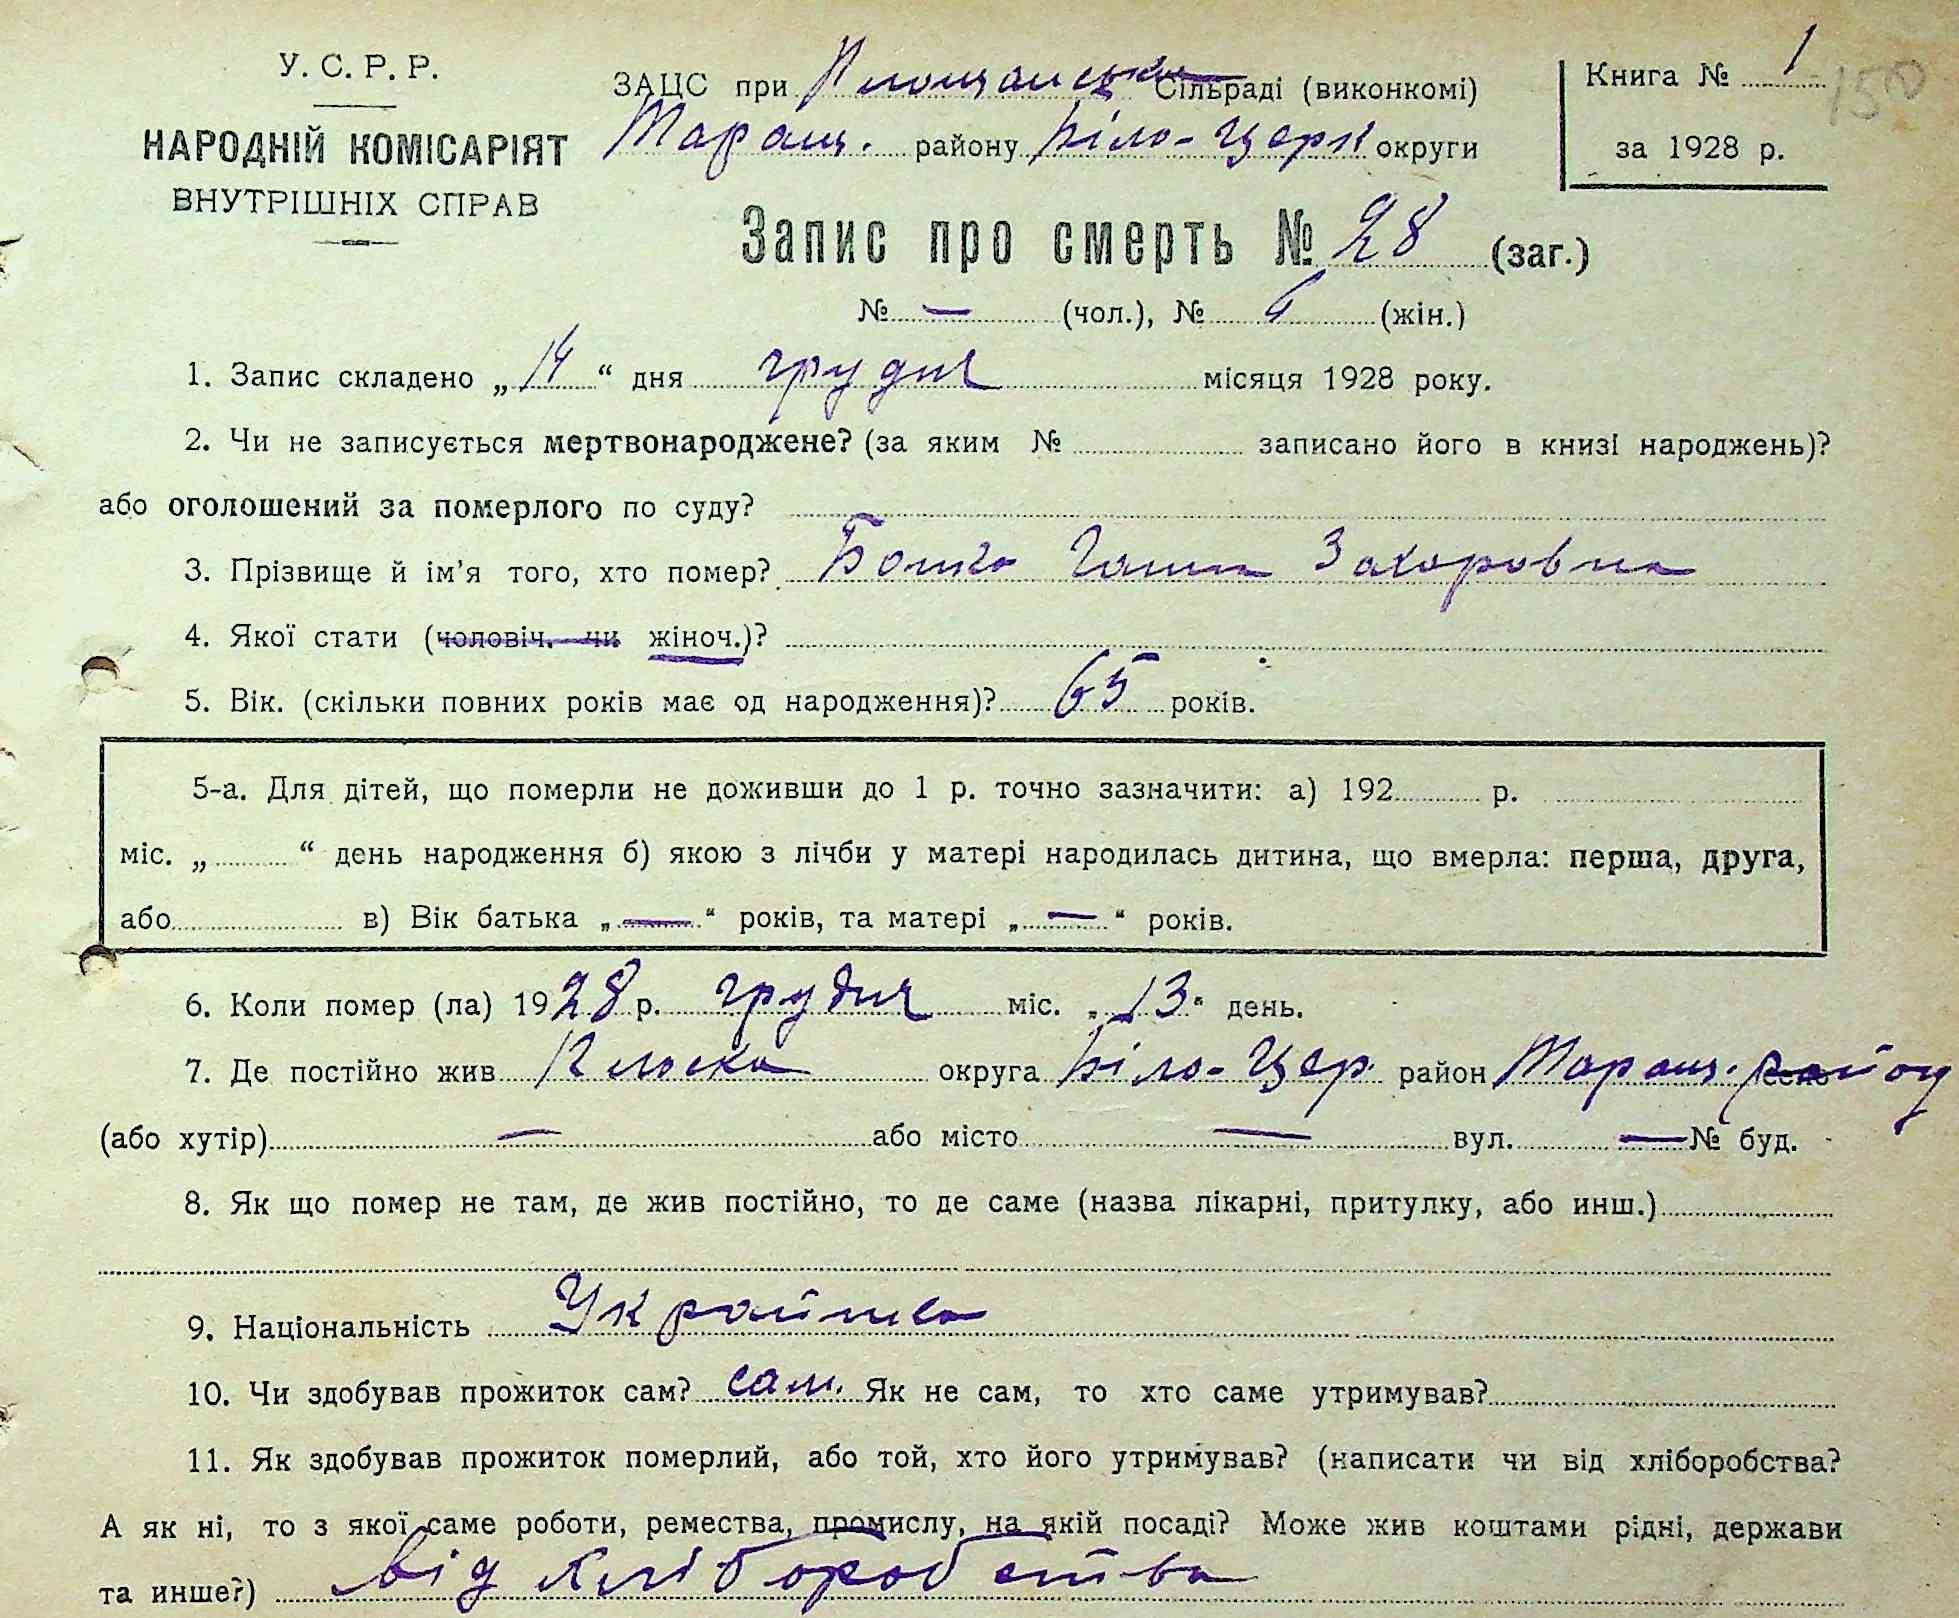 У. С. Р. Р.
НАРОДНІЙ КОМІСАРІЯТ
ВНУТРІШНІХ СПРАВ
ЗАЦС при Сільраді (виконкомі)
Таращ. району Біло-Церк округи
Книга № 1
150
за 1928 р.
Запис про смерть № 28 (заг.)
№ — (чол.), № 6 (жін.)
1. Запис складено „14“ дня грудня місяця 1928 року.
2. Чи не записується мертвонароджене? (за яким № записано його в книзі народжень)?
або оголошений за померлого по суду?
3. Прізвище й ім’я того, хто помер? Ганна Захаровна
4. Якої стати (чоловіч. чи жіноч.)?
5. Вік. (скільки повних років має од народження)? 65 років.
5-а. Для дітей, що померли не доживши до 1 р. точно зазначити: а) 192 р.
міс. „ “ день народження б) якою з лічби у матері народилась дитина, що вмерла: перша, друга,
або в) Вік батька „—“ років, та матері „—“ років.
6. Коли помер (ла) 1928 р. грудня міс. „13“ день.
7. Де постійно жив округа Біло-Цер. район Таращ. район
(або хутір) — або місто — вул. — № буд.
8. Як що помер не там, де жив постійно, то де саме (назва лікарні, притулку, або инш.)
9. Національність Українка
10. Чи здобував прожиток сам? сам. Як не сам, то хто саме утримував?
11. Як здобував прожиток померлий, або той, хто його утримував? (написати чи від хліборобства?
А як ні, то з якої саме роботи, ремества, промислу, на якій посаді? Може жив коштами рідні, держави
та инше?) Від хліборобства